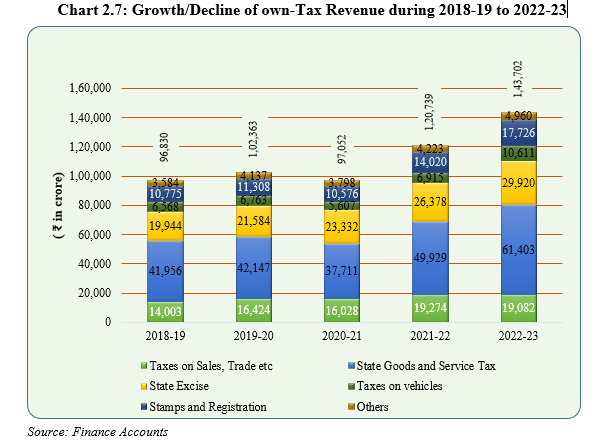 Chart 2.7: Growth/Decline of own-Tax Revenue during 2018-19 to 2022-23
(₹ in crore)
1,60,000
1,40,000
1,20,000
1,00,000
80,000
60,000
40,000
20,000
0
96,830
1,02,363
97,052
1,20,739
1,43,702
3,584 4,137 3,798 4,223 4,960
10,775 11,308 10,576 14,020 17,726
6,568 6,763 5,607 6,915 10,611
19,944 21,584 23,332 26,378 29,920
41,956 42,147 37,711 49,929 61,403
14,003 16,424 16,028 19,274 19,082
2018-19 2019-20 2020-21 2021-22 2022-23
Taxes on Sales, Trade etc State Goods and Service Tax
State Excise Taxes on vehicles
Stamps and Registration Others
Source: Finance Accounts